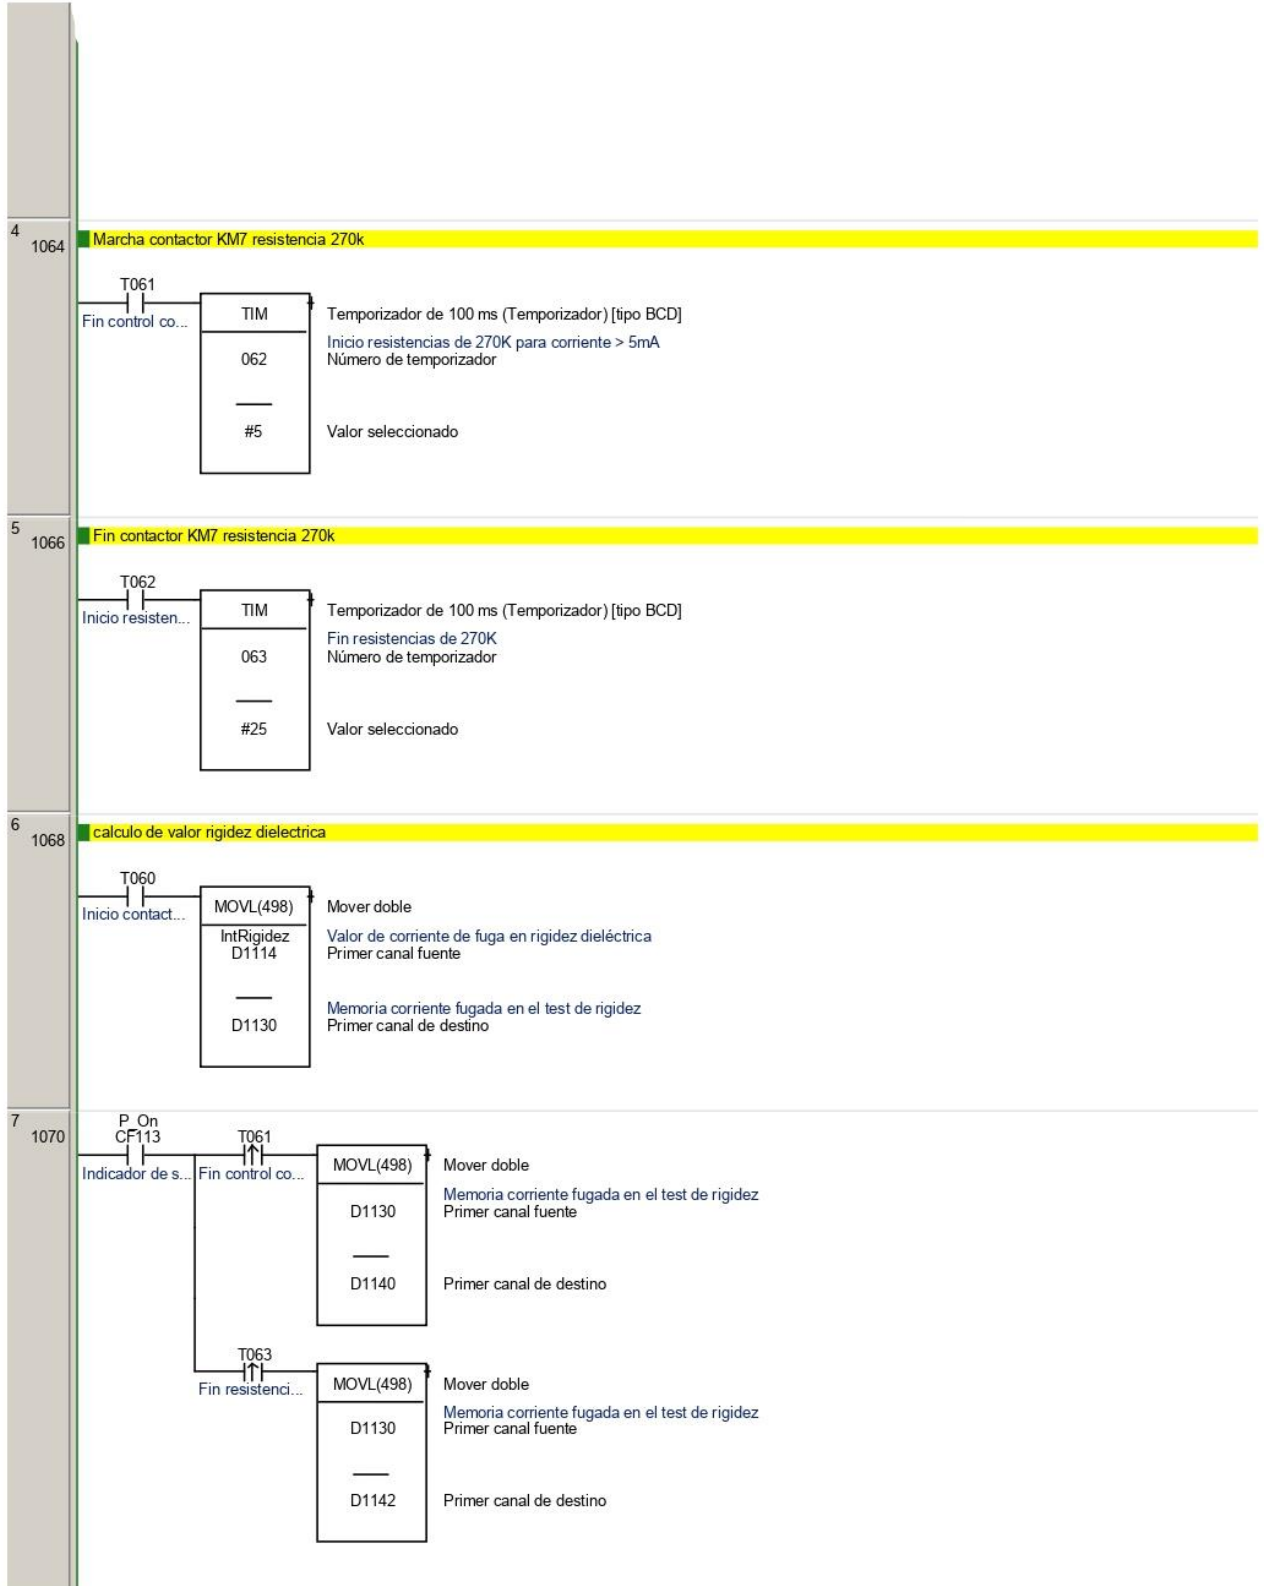 4
1064
Marcha contactor KM7 resistencia 270k
T061
Fin control co...
TIM
Temporizador de 100 ms (Temporizador) [tipo BCD]
Inicio resistencias de 270K para corriente > 5mA
062
Número de temporizador
#5
Valor seleccionado
5
1066
Fin contactor KM7 resistencia 270k
T062
Inicio resisten...
TIM
Temporizador de 100 ms (Temporizador) [tipo BCD]
Fin resistencias de 270K
063
Número de temporizador
#25
Valor seleccionado
6
1068
calculo de valor rigidez dielectrica
T060
Inicio contact...
MOVL(498)
Mover doble
IntRigidez
Valor de corriente de fuga en rigidez dieléctrica
D1114
Primer canal fuente
Memoria corriente fugada en el test de rigidez
D1130
Primer canal de destino
7
1070
P_On
CF113
Indicador de s...
T061
Fin control co...
MOVL(498)
Mover doble
Memoria corriente fugada en el test de rigidez
D1130
Primer canal fuente
D1140
Primer canal de destino
T063
Fin resistenci...
MOVL(498)
Mover doble
Memoria corriente fugada en el test de rigidez
D1130
Primer canal fuente
D1142
Primer canal de destino